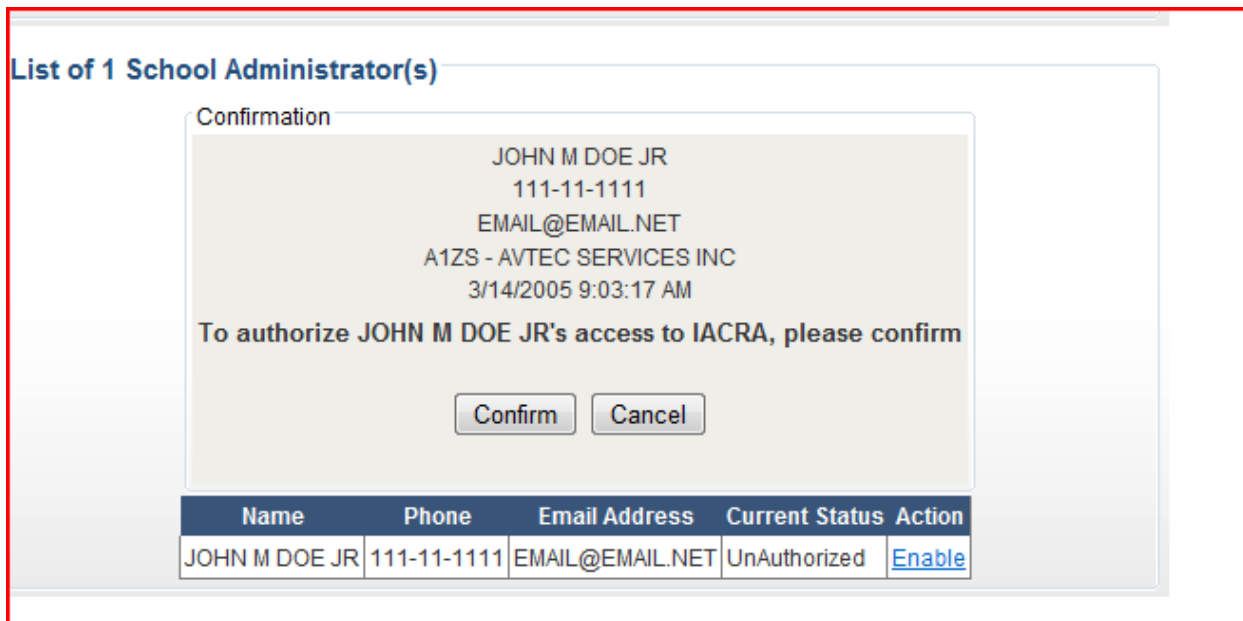 List of 1 School Administrator(s)
Confirmation
JOHN M DOE JR
111-11-1111
EMAIL@EMAIL.NET
A1ZS - AVTEC SERVICES INC
3/14/2005 9:03:17 AM
To authorize JOHN M DOE JR's access to IACRA, please confirm
Confirm Cancel
Name Phone Email Address Current Status Action
JOHN M DOE JR 111-11-1111 EMAIL@EMAIL.NET UnAuthorized Enable